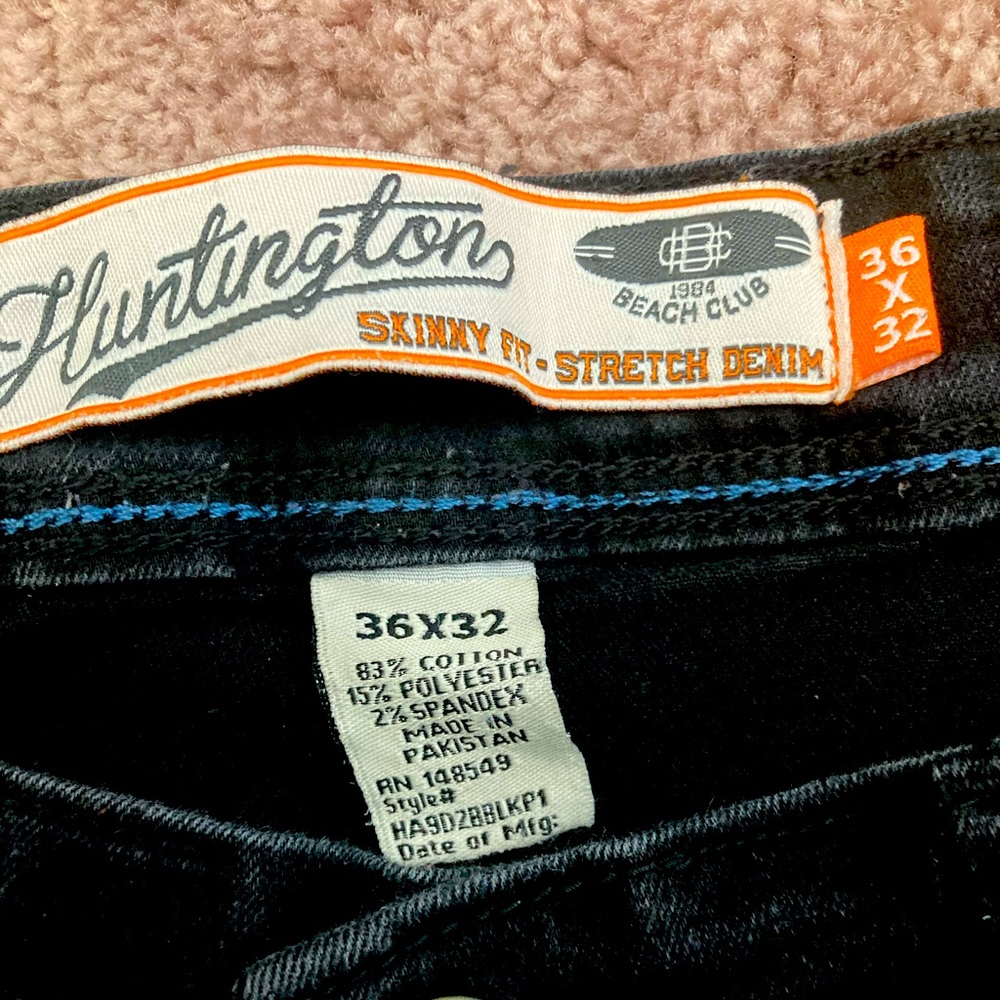 Huntington
SKINNY FIT - STRETCH DENIM
1984
BEACH CLUB
36
X
32
36X32
83% COTTON
15% POLYESTER
2% SPANDEX
MADE IN
PAKISTAN
RN 148549
Style#
HA9D28BLKP1
Date of Mfg: